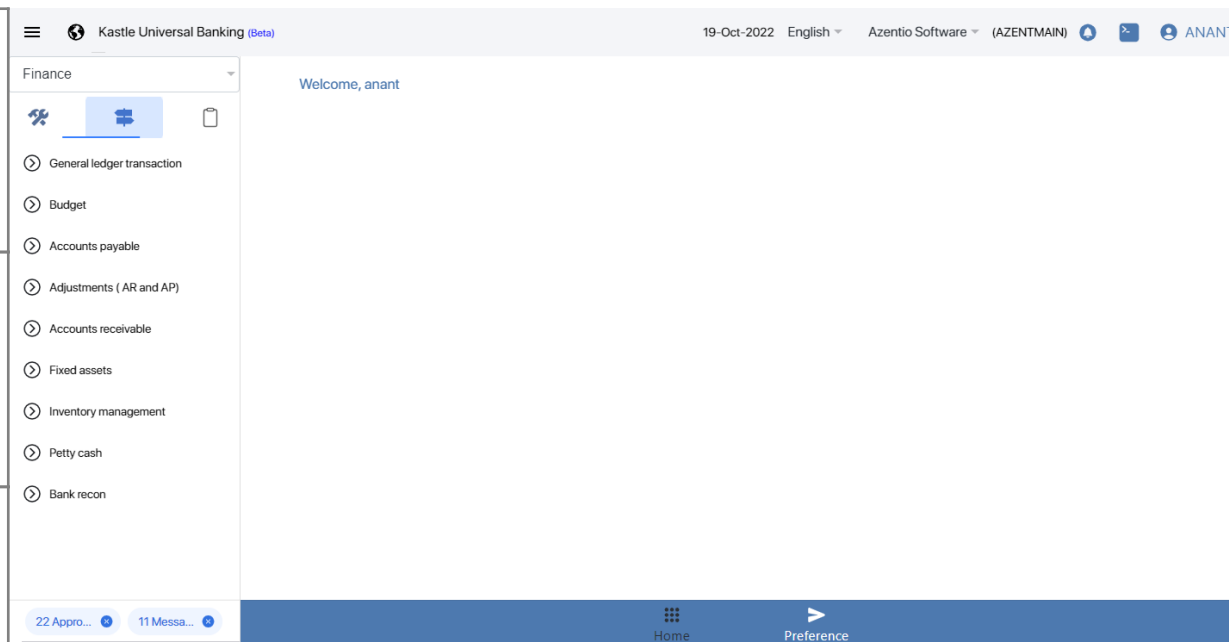 Kastle Universal Banking (Beta)
19-Oct-2022 English Azentio Software (AZENTMAIN) ANANT
Finance
Welcome, anant
General ledger transaction
Budget
Accounts payable
Adjustments ( AR and AP)
Accounts receivable
Fixed assets
Inventory management
Petty cash
Bank recon
22 Appro... 11 Messa...
Home Preference